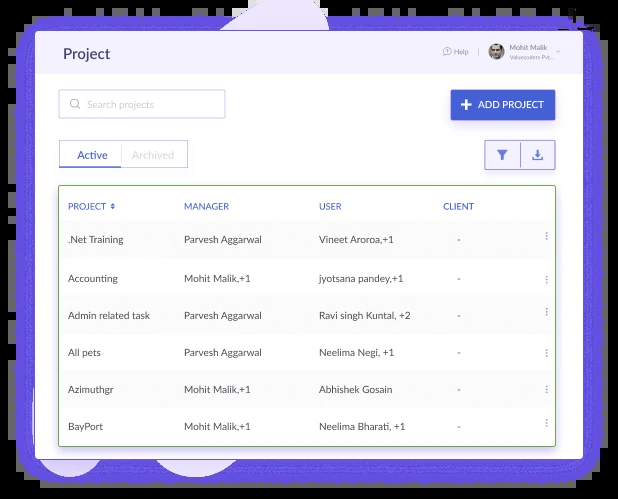 Project
Help
Mohit Malik
Valuecoders Pvt...
Search projects
ADD PROJECT
Active Archived
PROJECT MANAGER USER CLIENT
.Net Training Parvesh Aggarwal Vineet Aroroa,+1 -
Accounting Mohit Malik,+1 jyotsana pandey,+1 -
Admin related task Parvesh Aggarwal Ravi singh Kuntal, +2 -
All pets Parvesh Aggarwal Neelima Negi, +1 -
Azimuthgr Mohit Malik,+1 Abhishek Gosain -
BayPort Mohit Malik,+1 Neelima Bharati, +1 -